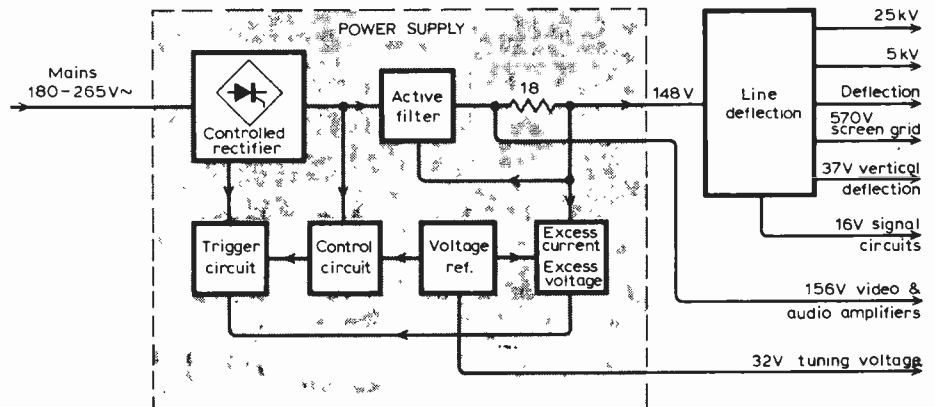 POWER SUPPLY
Mains
180-265V~
Controlled
rectifier
Active
filter
18
148V
Line
deflection
25kV
5kV
Deflection
570V
screen grid
37V vertical
deflection
16V signal
circuits
Trigger
circuit
Control
circuit
Voltage
ref.
Excess
current
Excess
voltage
156V video &
audio amplifiers
32V tuning voltage